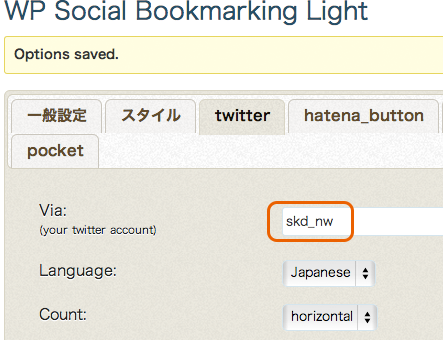 WP Social Bookmarking Light
Options saved.
一般設定 スタイル twitter hatena_button
pocket
Via: skd_nw
(your twitter account)
Language: Japanese
Count: horizontal